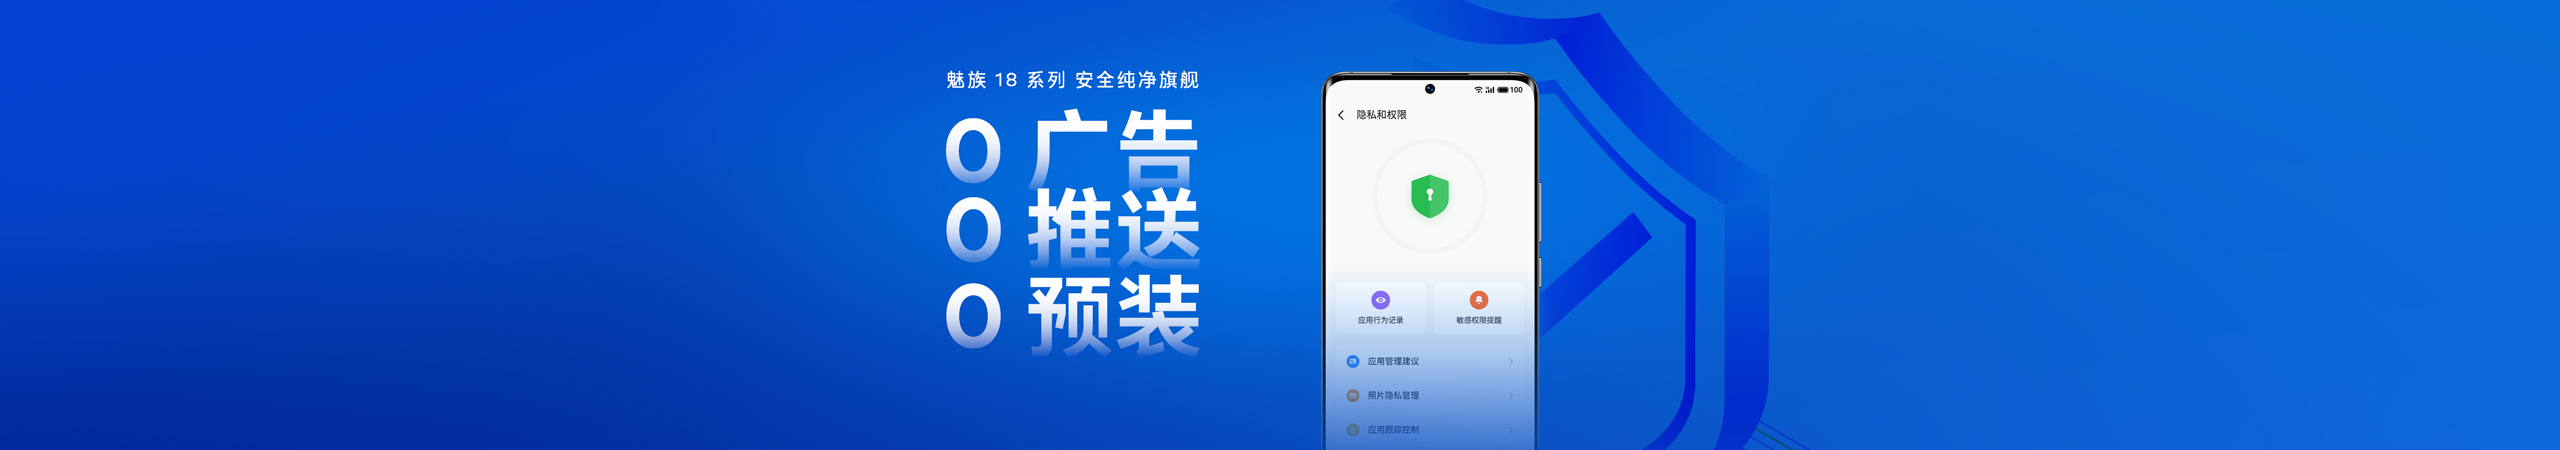 魅族 18 系列 安全纯净旗舰
0 广告
0 推送
0 预装
100
隐私和权限
应用行为记录
敏感权限提醒
应用管理建议
照片隐私管理
应用跟踪控制